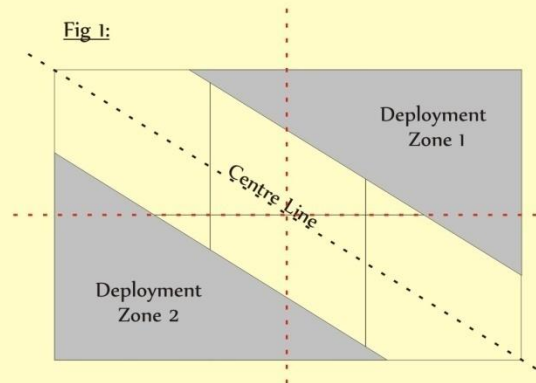 Fig 1:
Deployment
Zone 1
Centre Line
Deployment
Zone 2